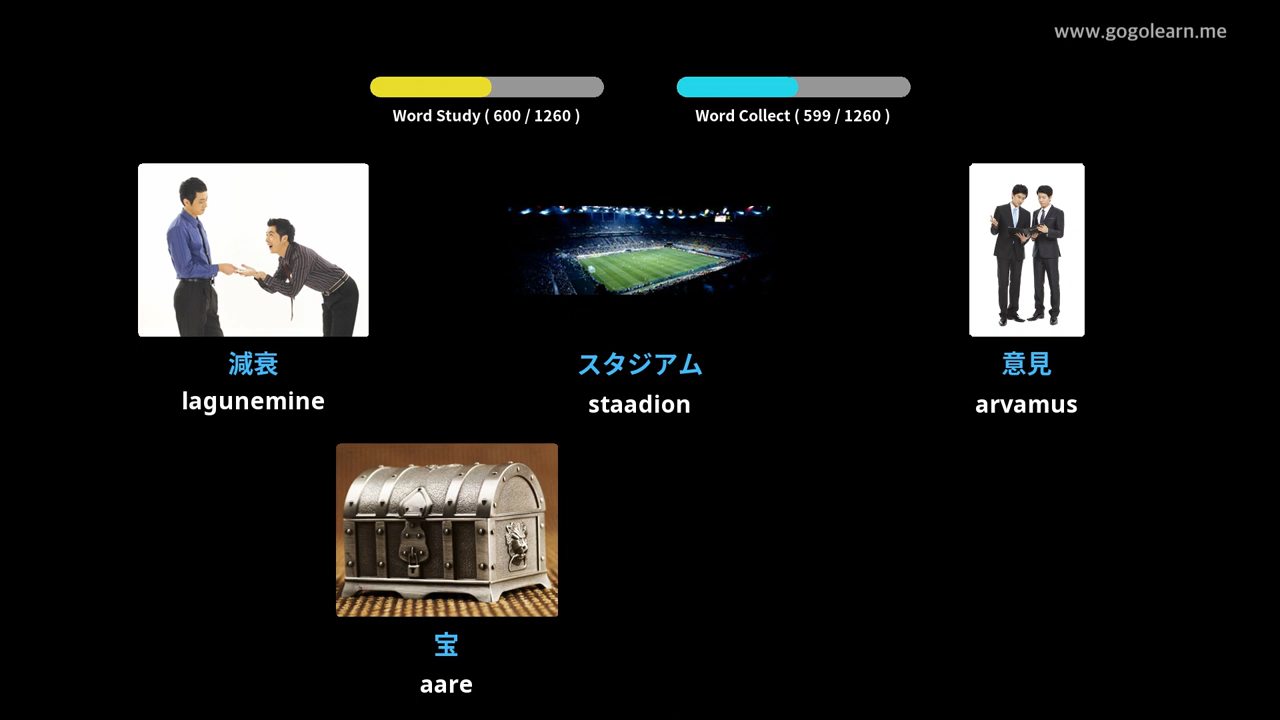 www.gogolearn.me
Word Study ( 600 / 1260 )
Word Collect ( 599 / 1260 )
減衰
スタジアム
意見
lagunemine
staadion
arvamus
宝
aare